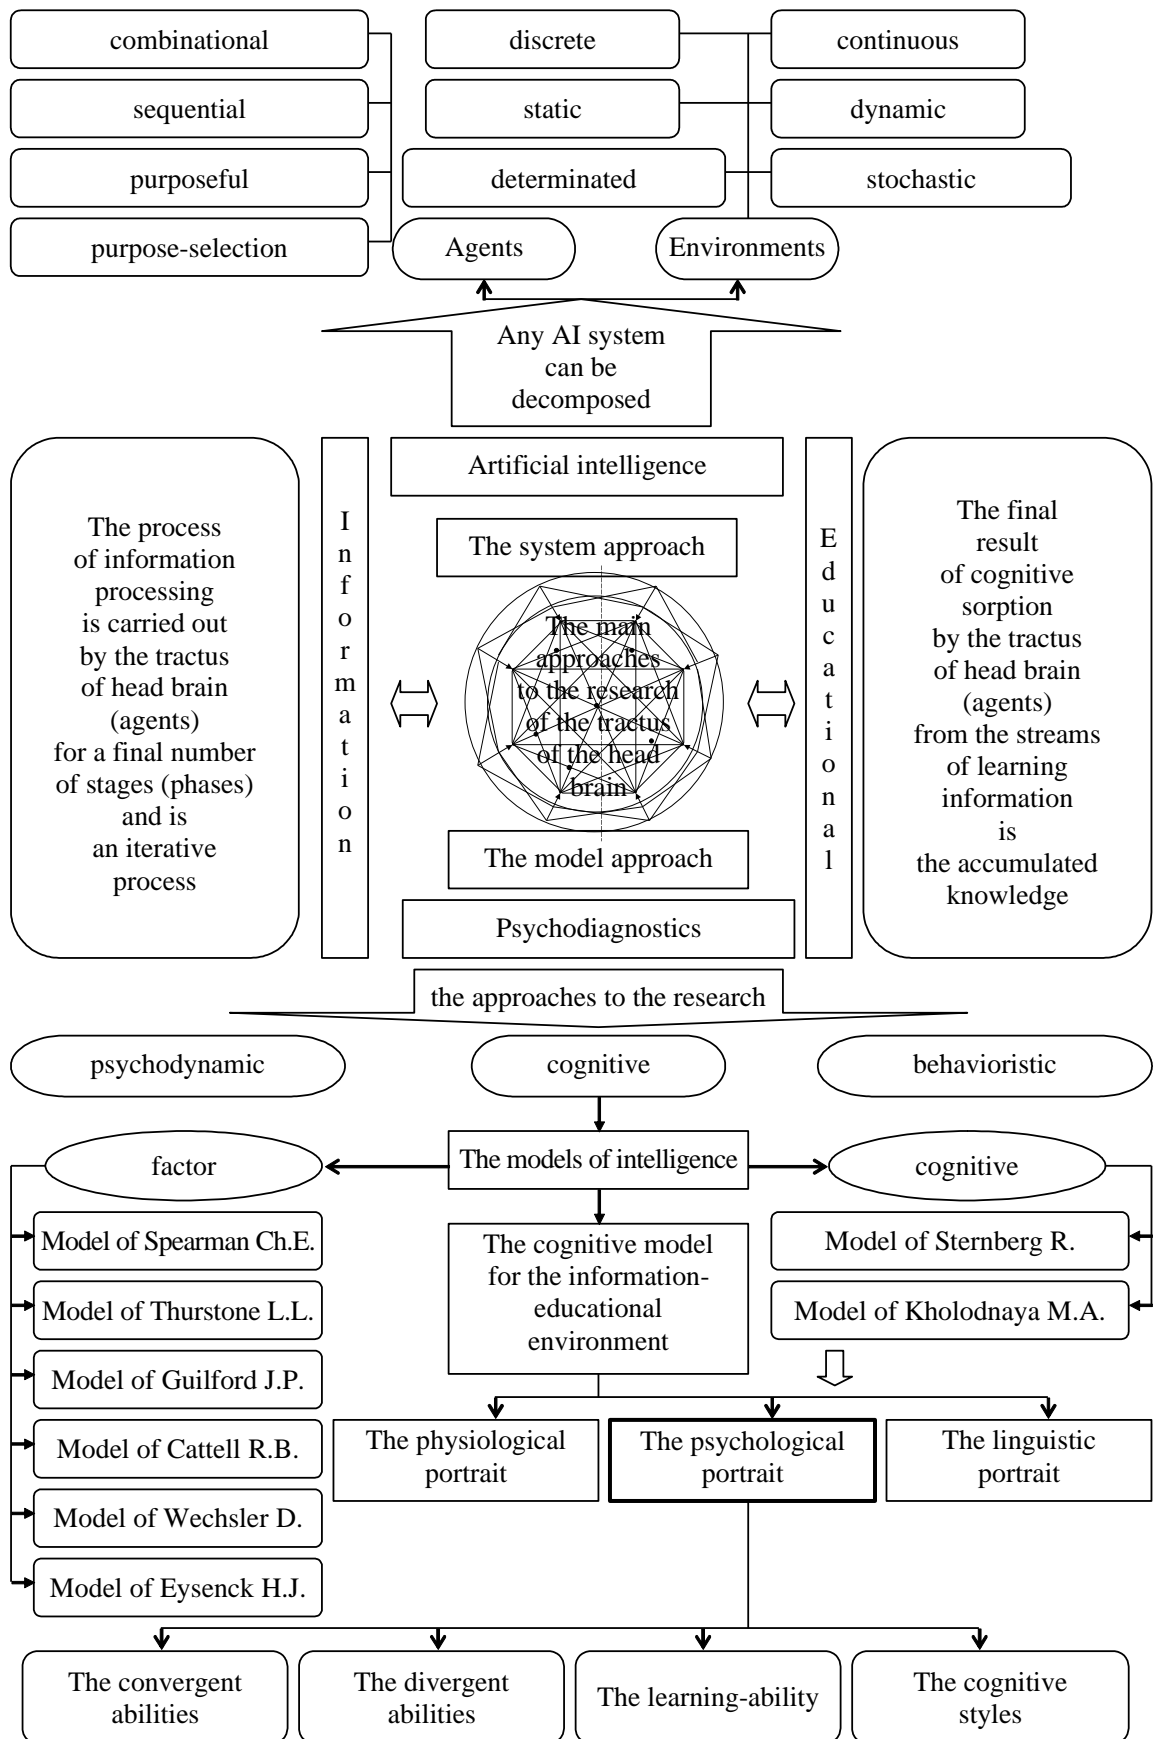 combinational
discrete
continuous
sequential
static
dynamic
purposeful
determinated
stochastic
purpose-selection
Agents
Environments
Any AI system
can be
decomposed
The process
of information
processing
is carried out
by the tractus
of head brain
(agents)
for a final number
of stages (phases)
and is
an iterative
process
Information
Artificial intelligence
The system approach
The main
approaches
to the research
of the tractus
of the head
brain
The model approach
Psychodiagnostics
Educational
The final
result
of cognitive
sorption
by the tractus
of head brain
(agents)
from the streams
of learning
information
is
the accumulated
knowledge
the approaches to the research
psychodynamic
cognitive
behavioristic
factor
The models of intelligence
cognitive
Model of Spearman Ch.E.
Model of Thurstone L.L.
Model of Guilford J.P.
Model of Cattell R.B.
Model of Wechsler D.
Model of Eysenck H.J.
The cognitive model
for the information-
educational
environment
Model of Sternberg R.
Model of Kholodnaya M.A.
The physiological
portrait
The psychological
portrait
The linguistic
portrait
The convergent
abilities
The divergent
abilities
The learning-ability
The cognitive
styles